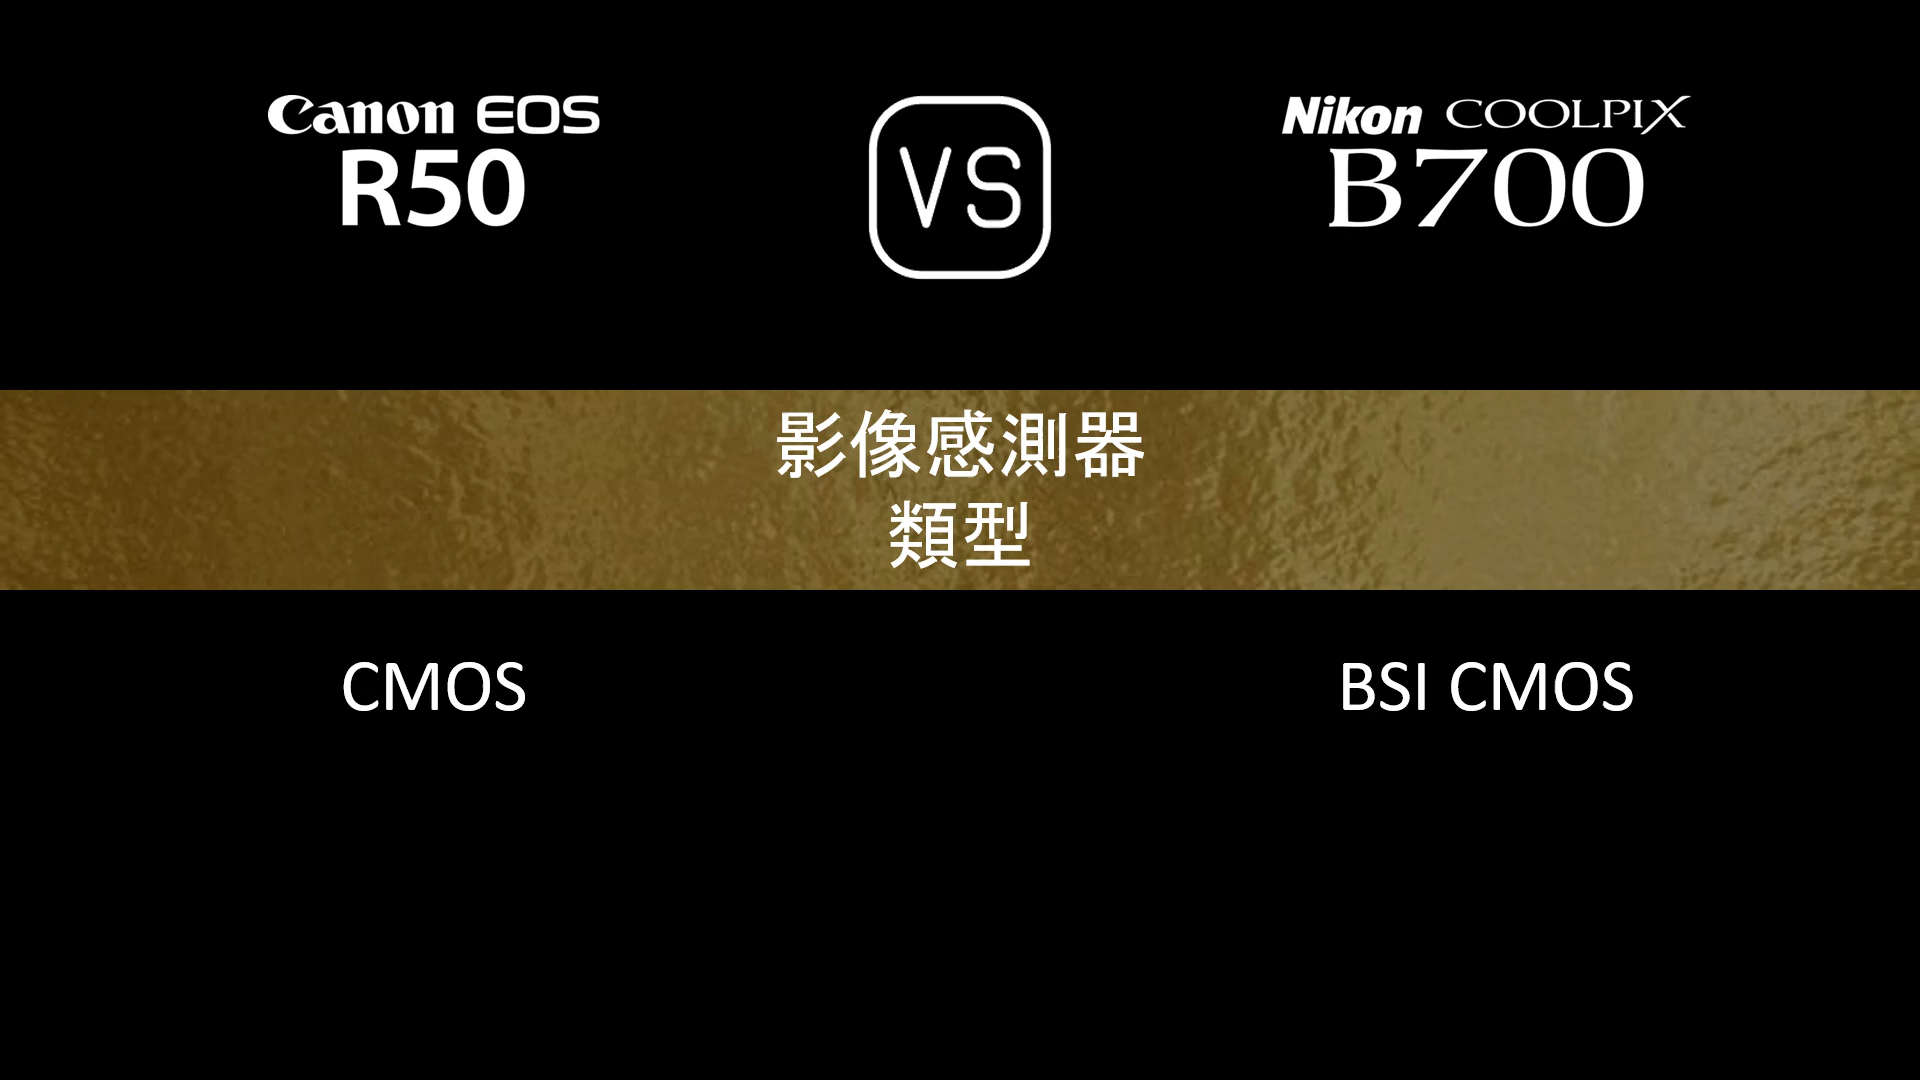 Canon EOS
R50
VS
Nikon COOLPIX
B700
影像感測器
類型
CMOS
BSI CMOS